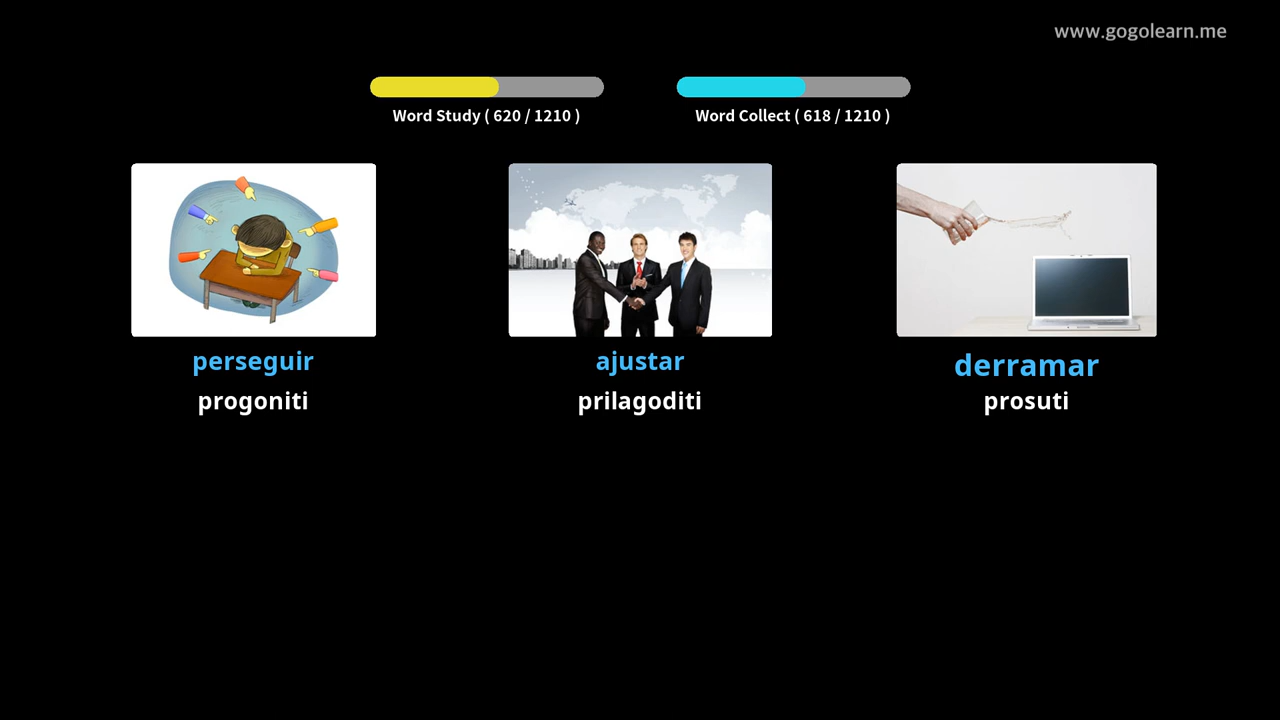 www.gogolearn.me
Word Study ( 620 / 1210 )
Word Collect ( 618 / 1210 )
perseguir
ajustar
derramar
progoniti
prilagoditi
prosuti